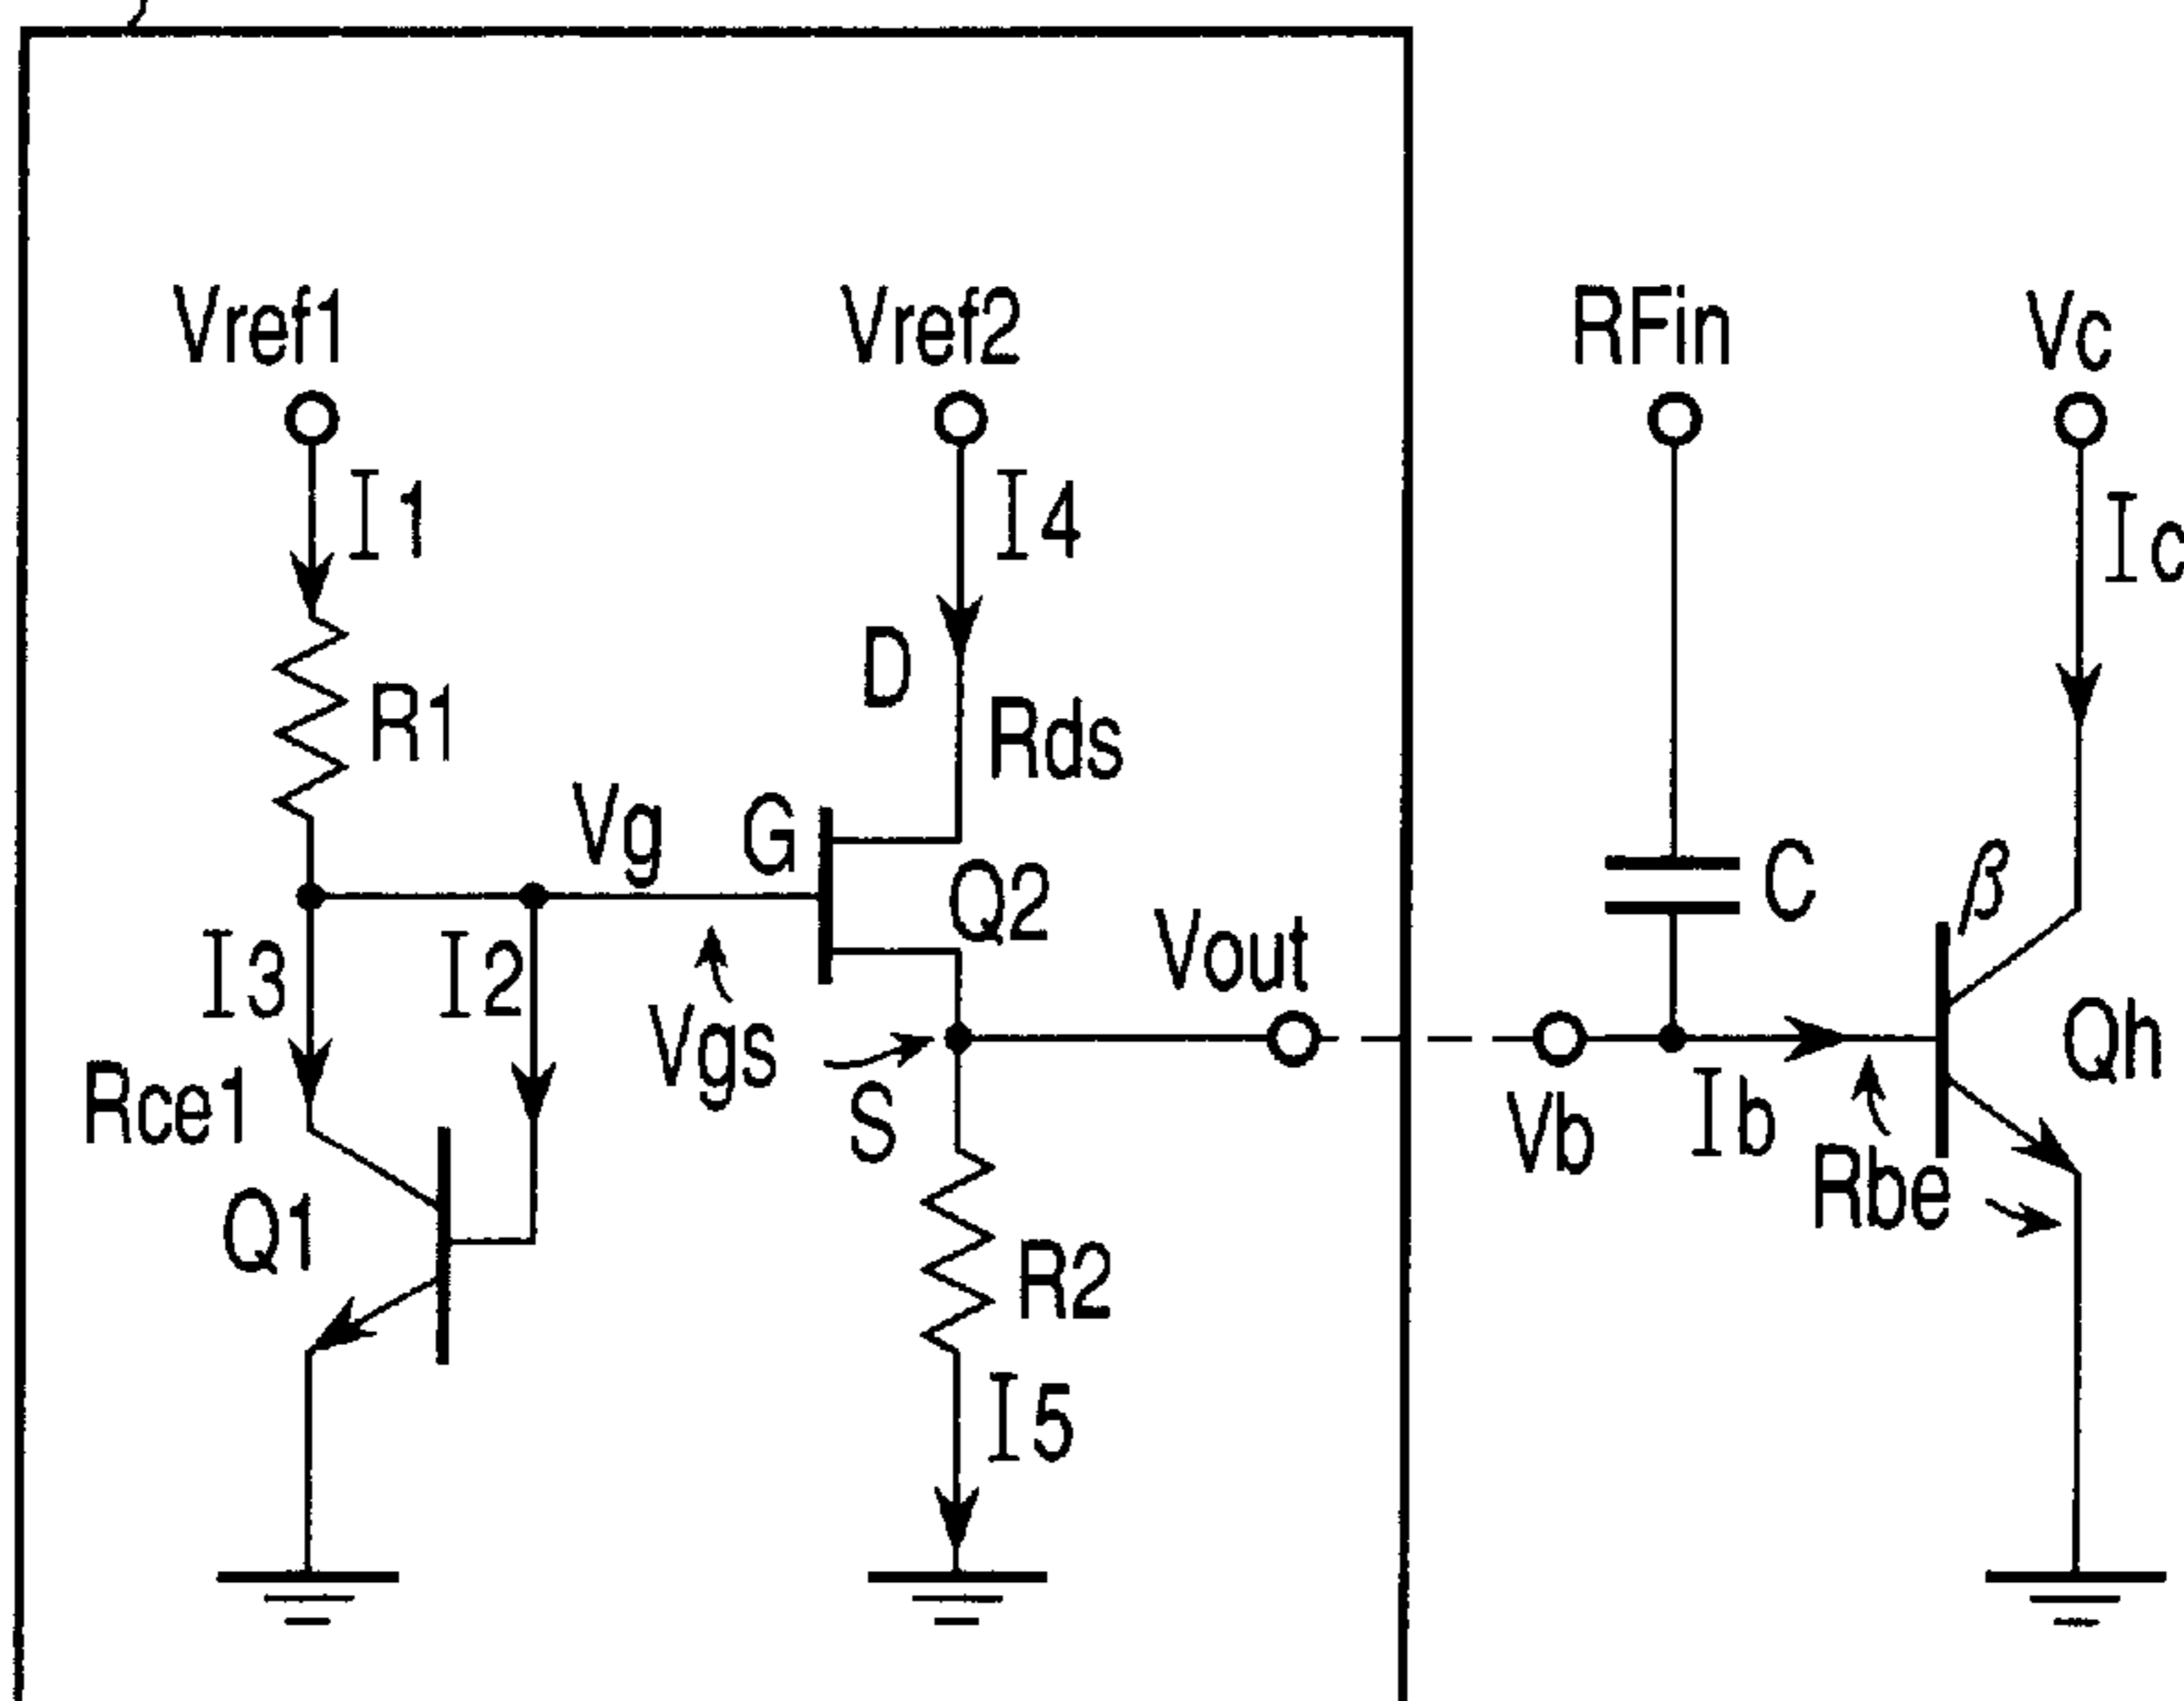 Vref1
Vref2
RFin
Vc
I1
I4
Ic
D
R1
Rds
Vg
G
Q2
C
β
I3
I2
Vout
Rce1
Vgs
S
Vb
Ib
Rbe
Qh
Q1
R2
I5